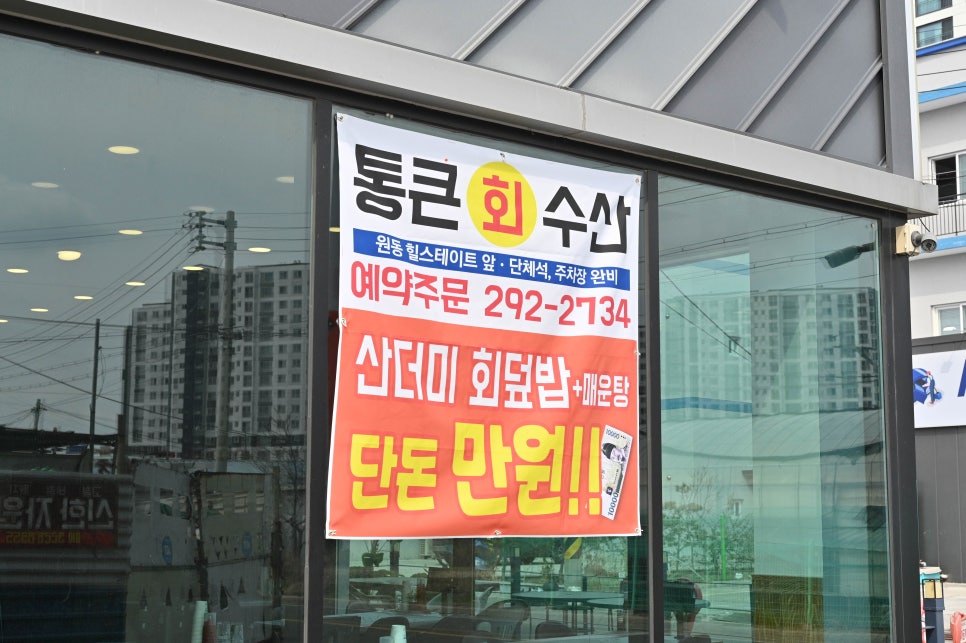 통큰 회 수산
원동 힐스테이트 앞 · 단체석, 주차장 완비
예약주문 292-2734
산더미 회덮밥+매운탕
단돈 만원!!
10000
10000